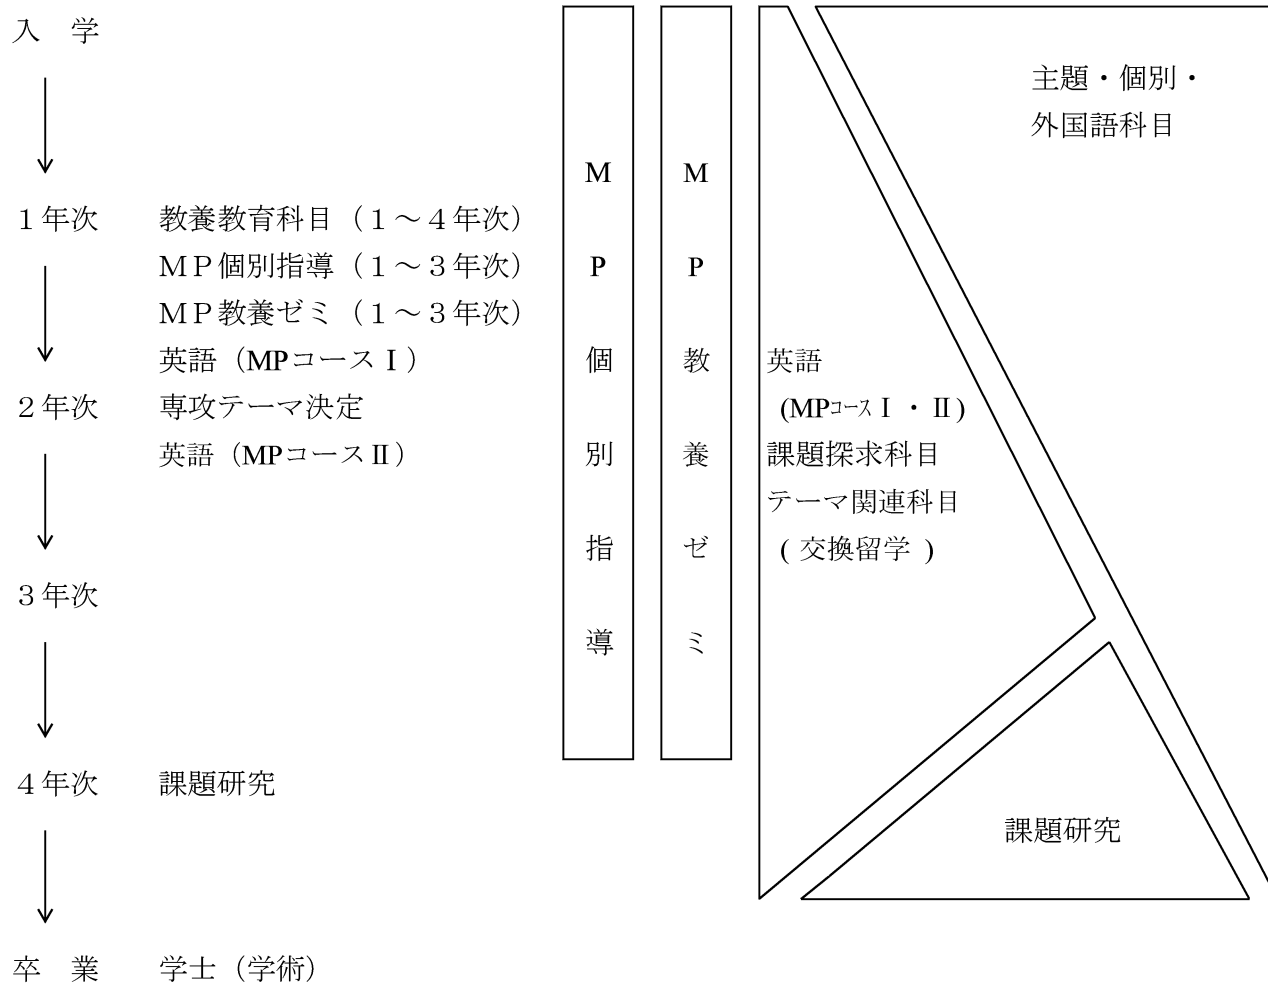 入　学
１年次　教養教育科目（１～４年次）
ＭＰ個別指導（１～３年次）
ＭＰ教養ゼミ（１～３年次）
英語（MPコースⅠ）
２年次　専攻テーマ決定
英語（MPコースⅡ）
３年次
４年次　課題研究
卒　業　学士（学術）
ＭＰ個別指導
ＭＰ教養ゼミ
英語
(MPコースⅠ・Ⅱ)
課題探求科目
テーマ関連科目
( 交換留学 )
主題・個別・
外国語科目
課題研究